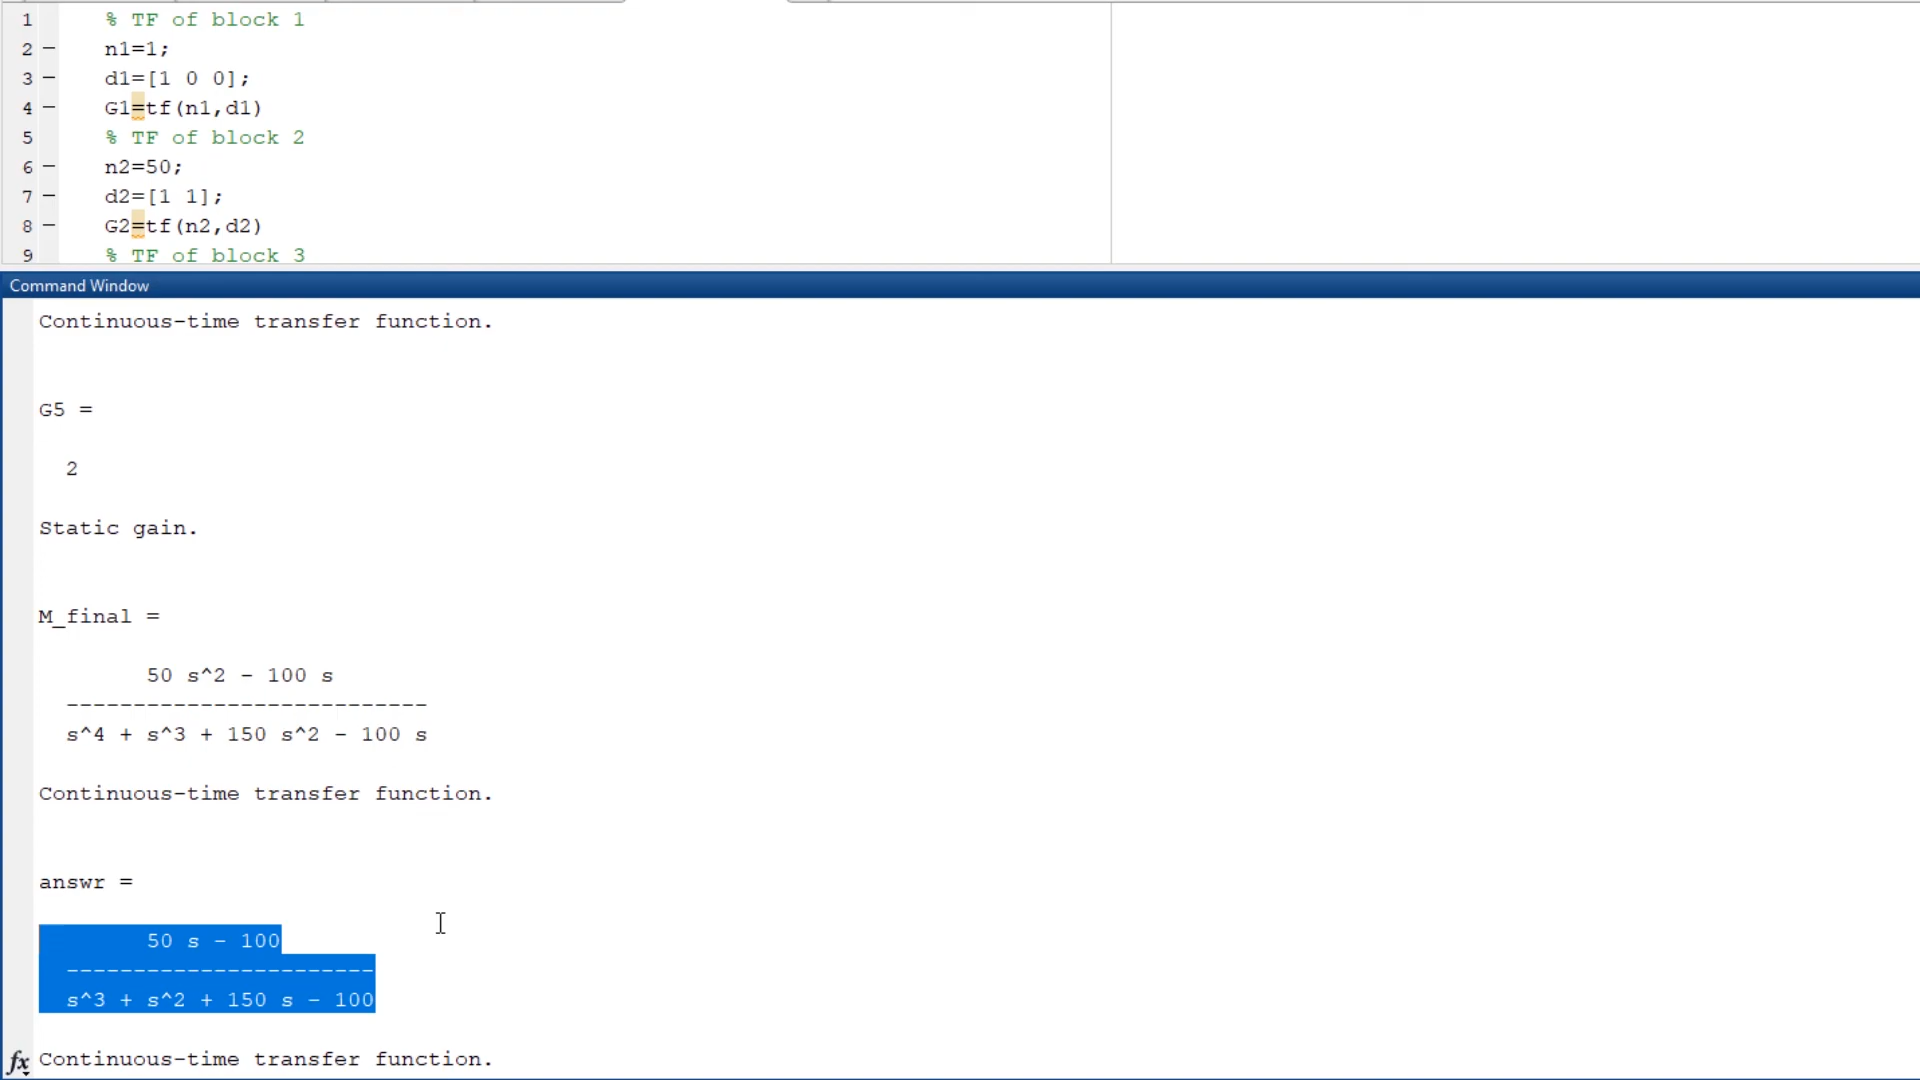 1 % TF of block 1
2 — n1=1;
3 — d1=[1 0 0];
4 — G1=tf(n1,d1)
5 % TF of block 2
6 — n2=50;
7 — d2=[1 1];
8 — G2=tf(n2,d2)
9 % TF of block 3
Command Window
Continuous-time transfer function.
G5 =
2
Static gain.
M_final =
50 s^2 - 100 s
---------------------------
s^4 + s^3 + 150 s^2 - 100 s
Continuous-time transfer function.
answr =
50 s - 100
-----------------------
s^3 + s^2 + 150 s - 100
fx Continuous-time transfer function.